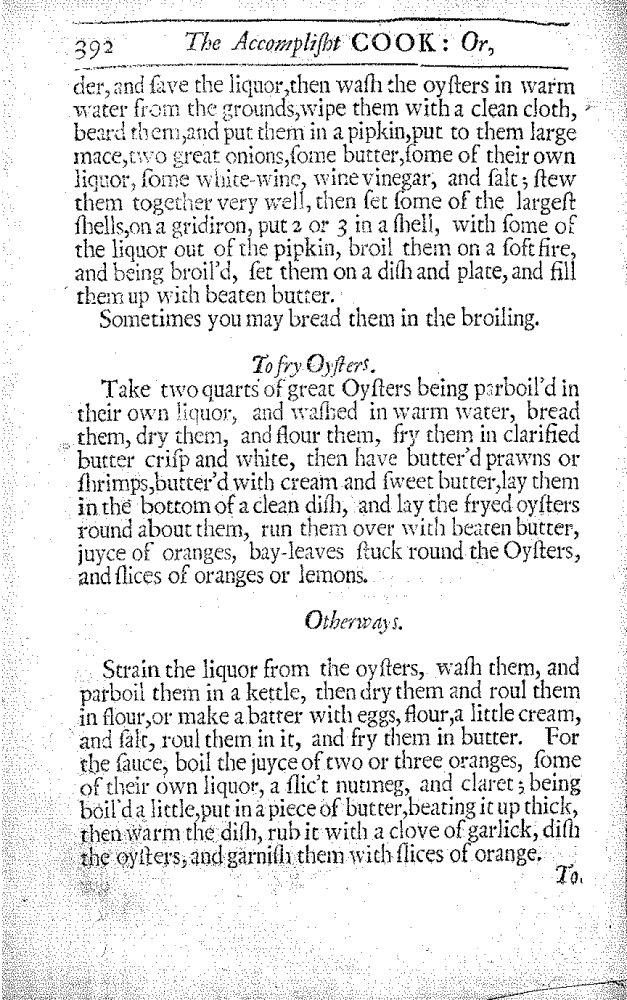 392 The Accompliſht COOK: Or,
der, and ſave the liquor, then waſh the oyſters in warm
water from the grounds, wipe them with a clean cloth,
beard them, and put them in a pipkin, put to them large
mace, two great onions, ſome butter, ſome of their own
liquor, ſome white-wine, wine vinegar, and ſalt; ſtew
them together very well, then ſet ſome of the largeſt
ſhells, on a gridiron, put 2 or 3 in a ſhell, with ſome of
the liquor out of the pipkin, broil them on a ſoft fire,
and being broil'd, ſet them on a diſh and plate, and fill
them up with beaten butter.
Sometimes you may bread them in the broiling.
To fry Oyſters.
Take two quarts of great Oyſters being parboil'd in
their own liquor, and waſhed in warm water, bread
them, dry them, and flour them, fry them in clarified
butter criſp and white, then have butter'd prawns or
ſhrimps, butter'd with cream and ſweet butter, lay them
in the bottom of a clean diſh, and lay the fryed oyſters
round about them, run them over with beaten butter,
juyce of oranges, bay-leaves ſtuck round the Oyſters,
and ſlices of oranges or lemons.
Otherways.
Strain the liquor from the oyſters, waſh them, and
parboil them in a kettle, then dry them and roul them
in flour, or make a batter with eggs, flour, a little cream,
and ſalt, roul them in it, and fry them in butter. For
the ſauce, boil the juyce of two or three oranges, ſome
of their own liquor, a ſlic't nutmeg, and claret; being
boil'd a little, put in a piece of butter, beating it up thick,
then warm the diſh, rub it with a clove of garlick, diſh
the oyſters, and garniſh them with ſlices of orange.
To